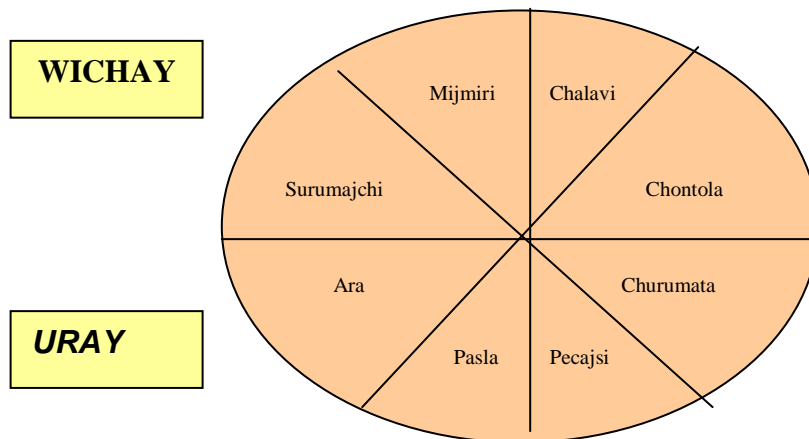 WICHAY
Mijmiri
Chalavi
Surumajchi
Chontola
Ara
Churumata
URAY
Pasla
Pecajsi